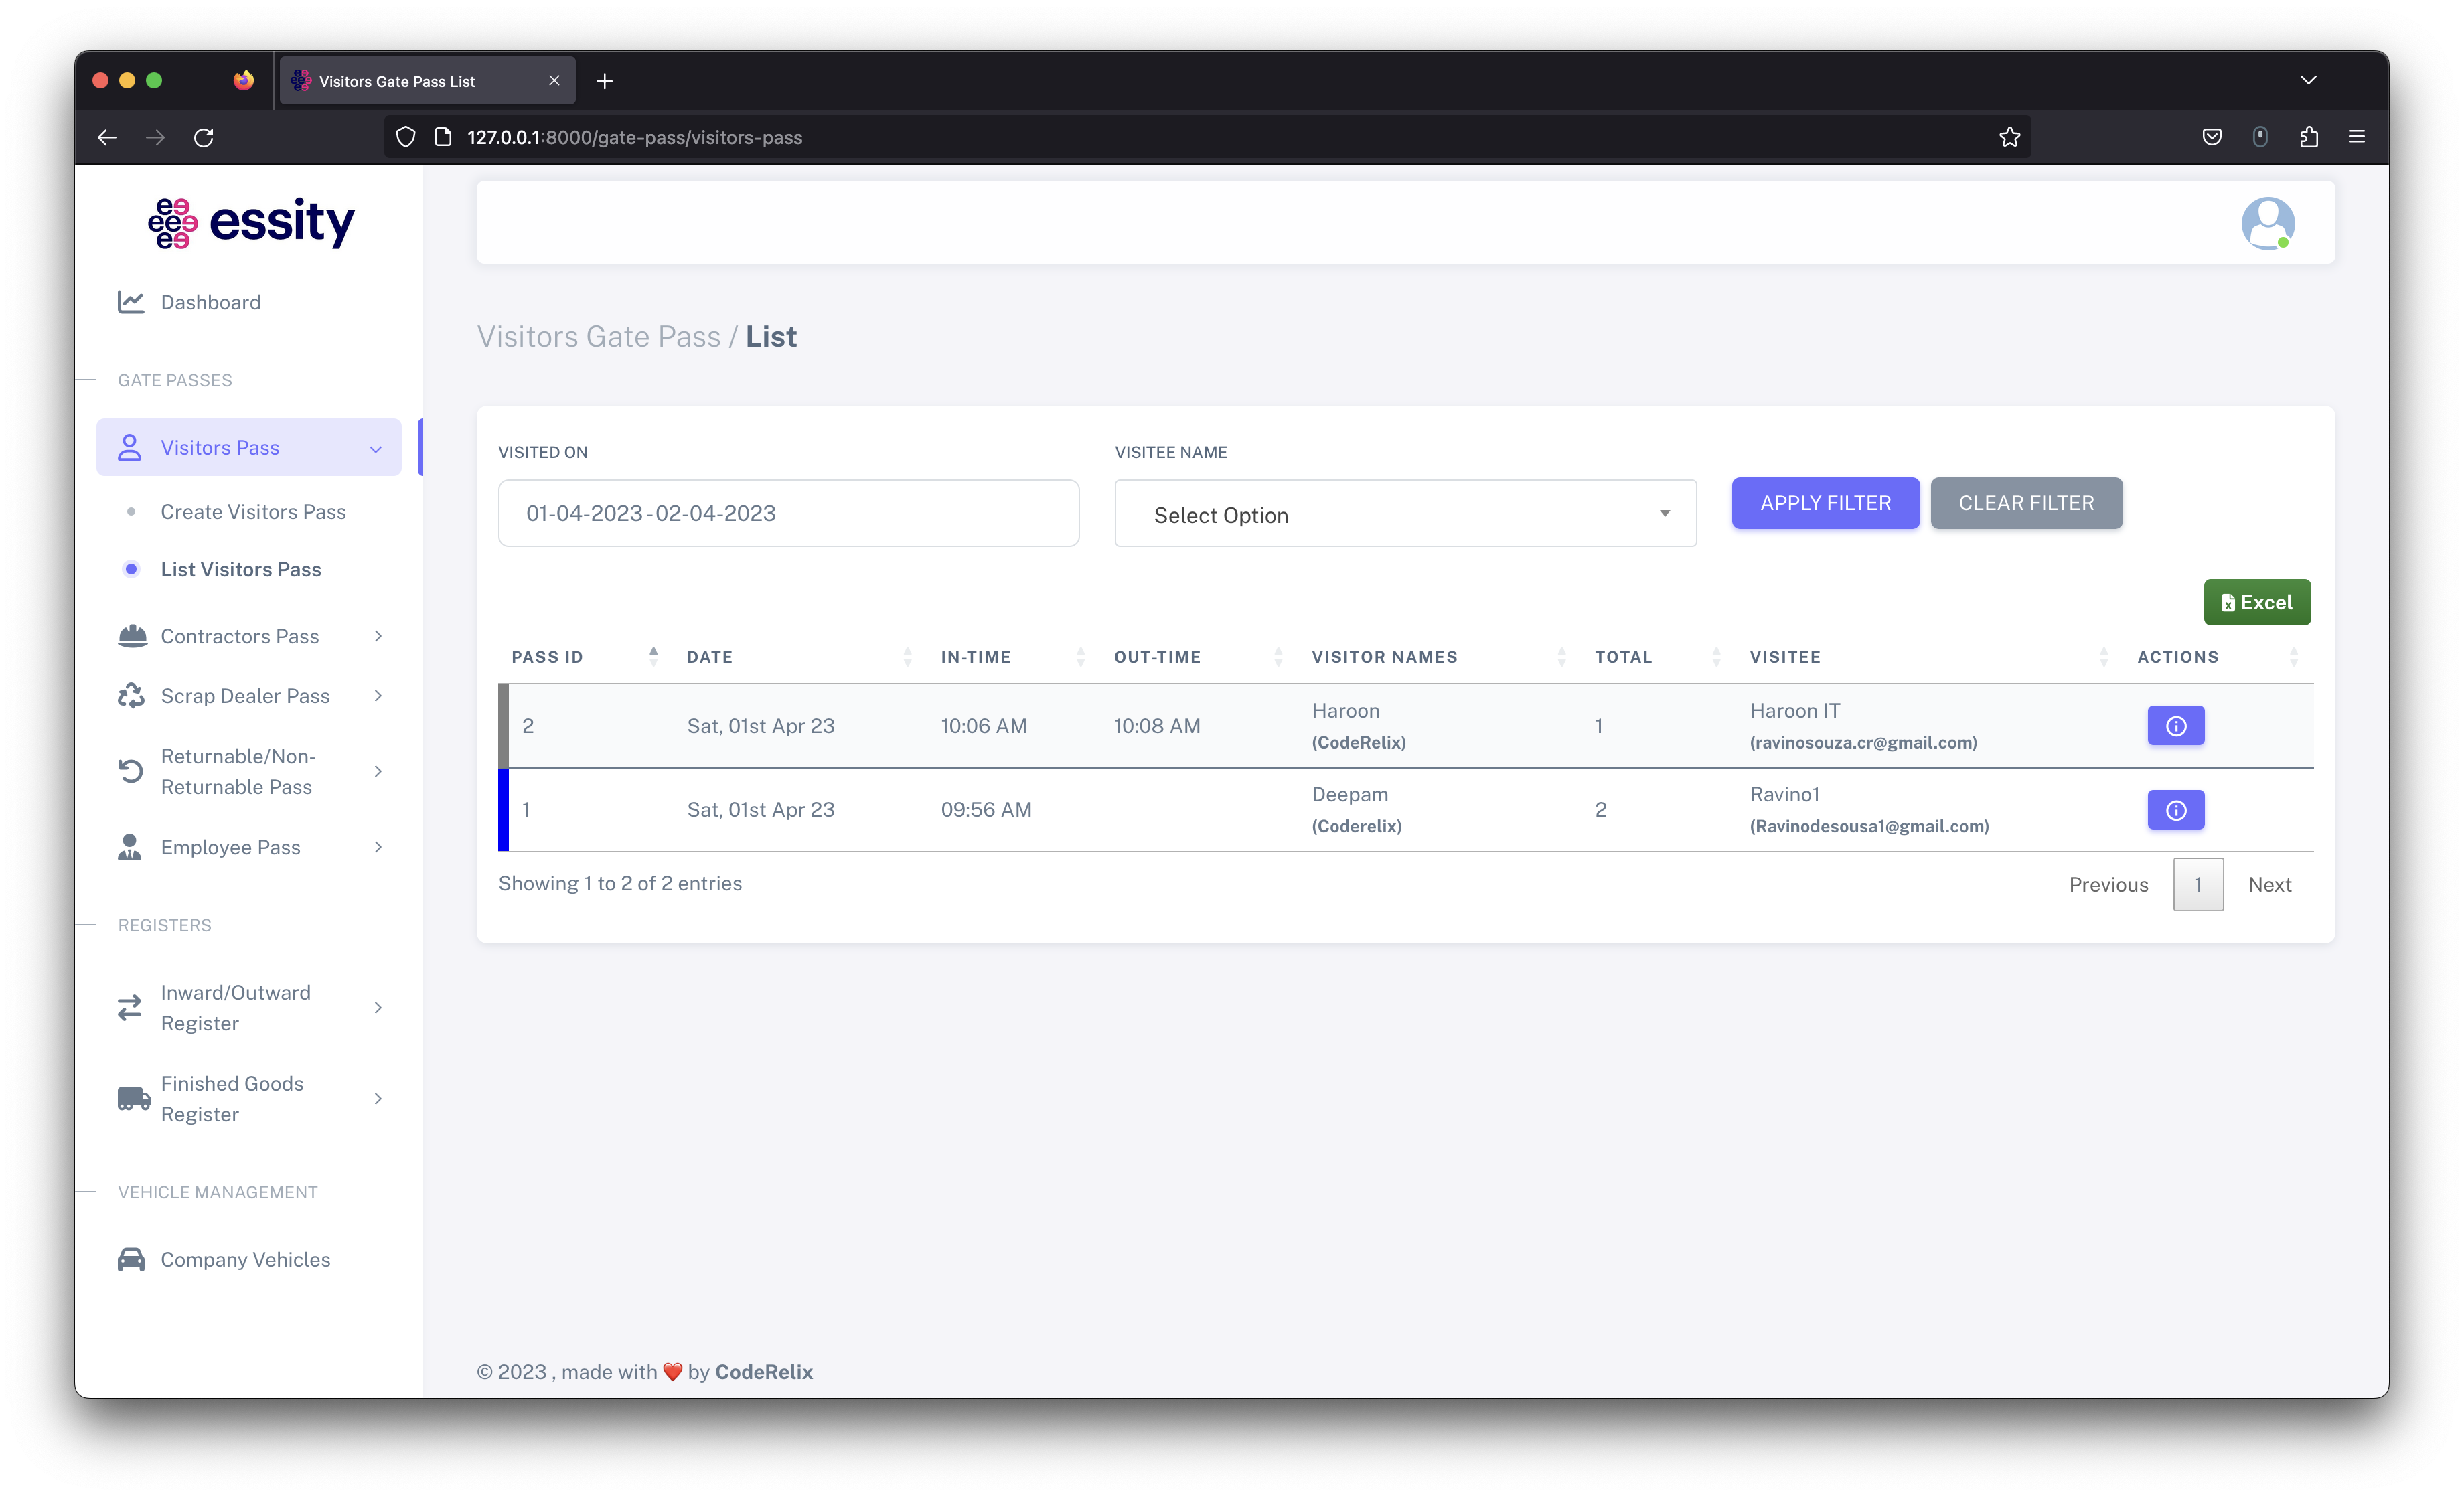 Visitors Gate Pass List
127.0.0.1:8000/gate-pass/visitors-pass
essity
Dashboard
GATE PASSES
Visitors Pass
Create Visitors Pass
List Visitors Pass
Contractors Pass
Scrap Dealer Pass
Returnable/Non-
Returnable Pass
Employee Pass
REGISTERS
Inward/Outward
Register
Finished Goods
Register
VEHICLE MANAGEMENT
Company Vehicles
Visitors Gate Pass / List
VISITED ON
VISITEE NAME
01-04-2023 - 02-04-2023
Select Option
APPLY FILTER
CLEAR FILTER
Excel
PASS ID DATE IN-TIME OUT-TIME VISITOR NAMES TOTAL VISITEE ACTIONS
2 Sat, 01st Apr 23 10:06 AM 10:08 AM Haroon 1 Haroon IT
(CodeRelix) (ravinosouza.cr@gmail.com)
1 Sat, 01st Apr 23 09:56 AM Deepam 2 Ravino1
(Coderelix) (Ravinodesousa1@gmail.com)
Showing 1 to 2 of 2 entries
Previous 1 Next
© 2023 , made with ❤️ by CodeRelix